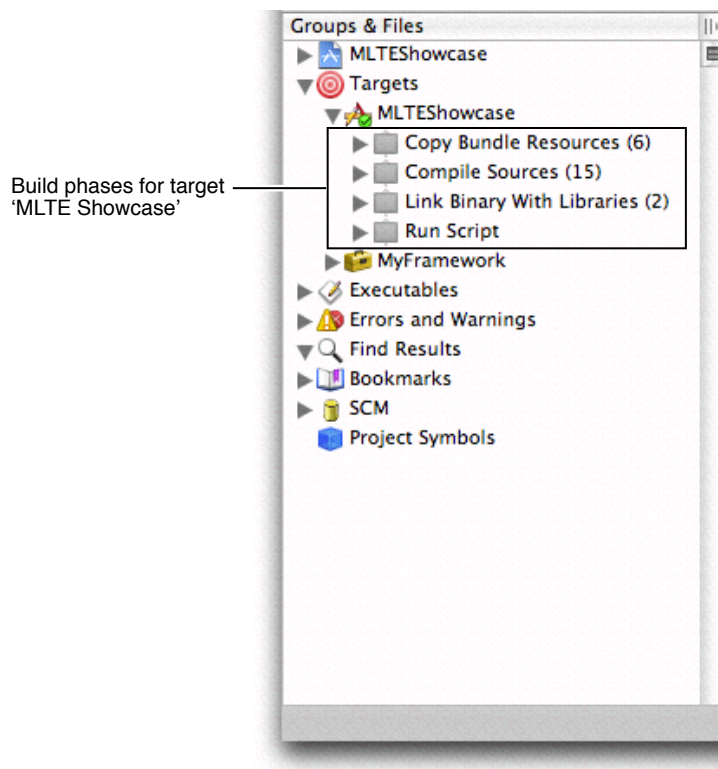 Groups & Files
MLTEShowcase
Targets
MLTEShowcase
Copy Bundle Resources (6)
Compile Sources (15)
Link Binary With Libraries (2)
Run Script
MyFramework
Executables
Errors and Warnings
Find Results
Bookmarks
SCM
Project Symbols
Build phases for target
‘MLTE Showcase’